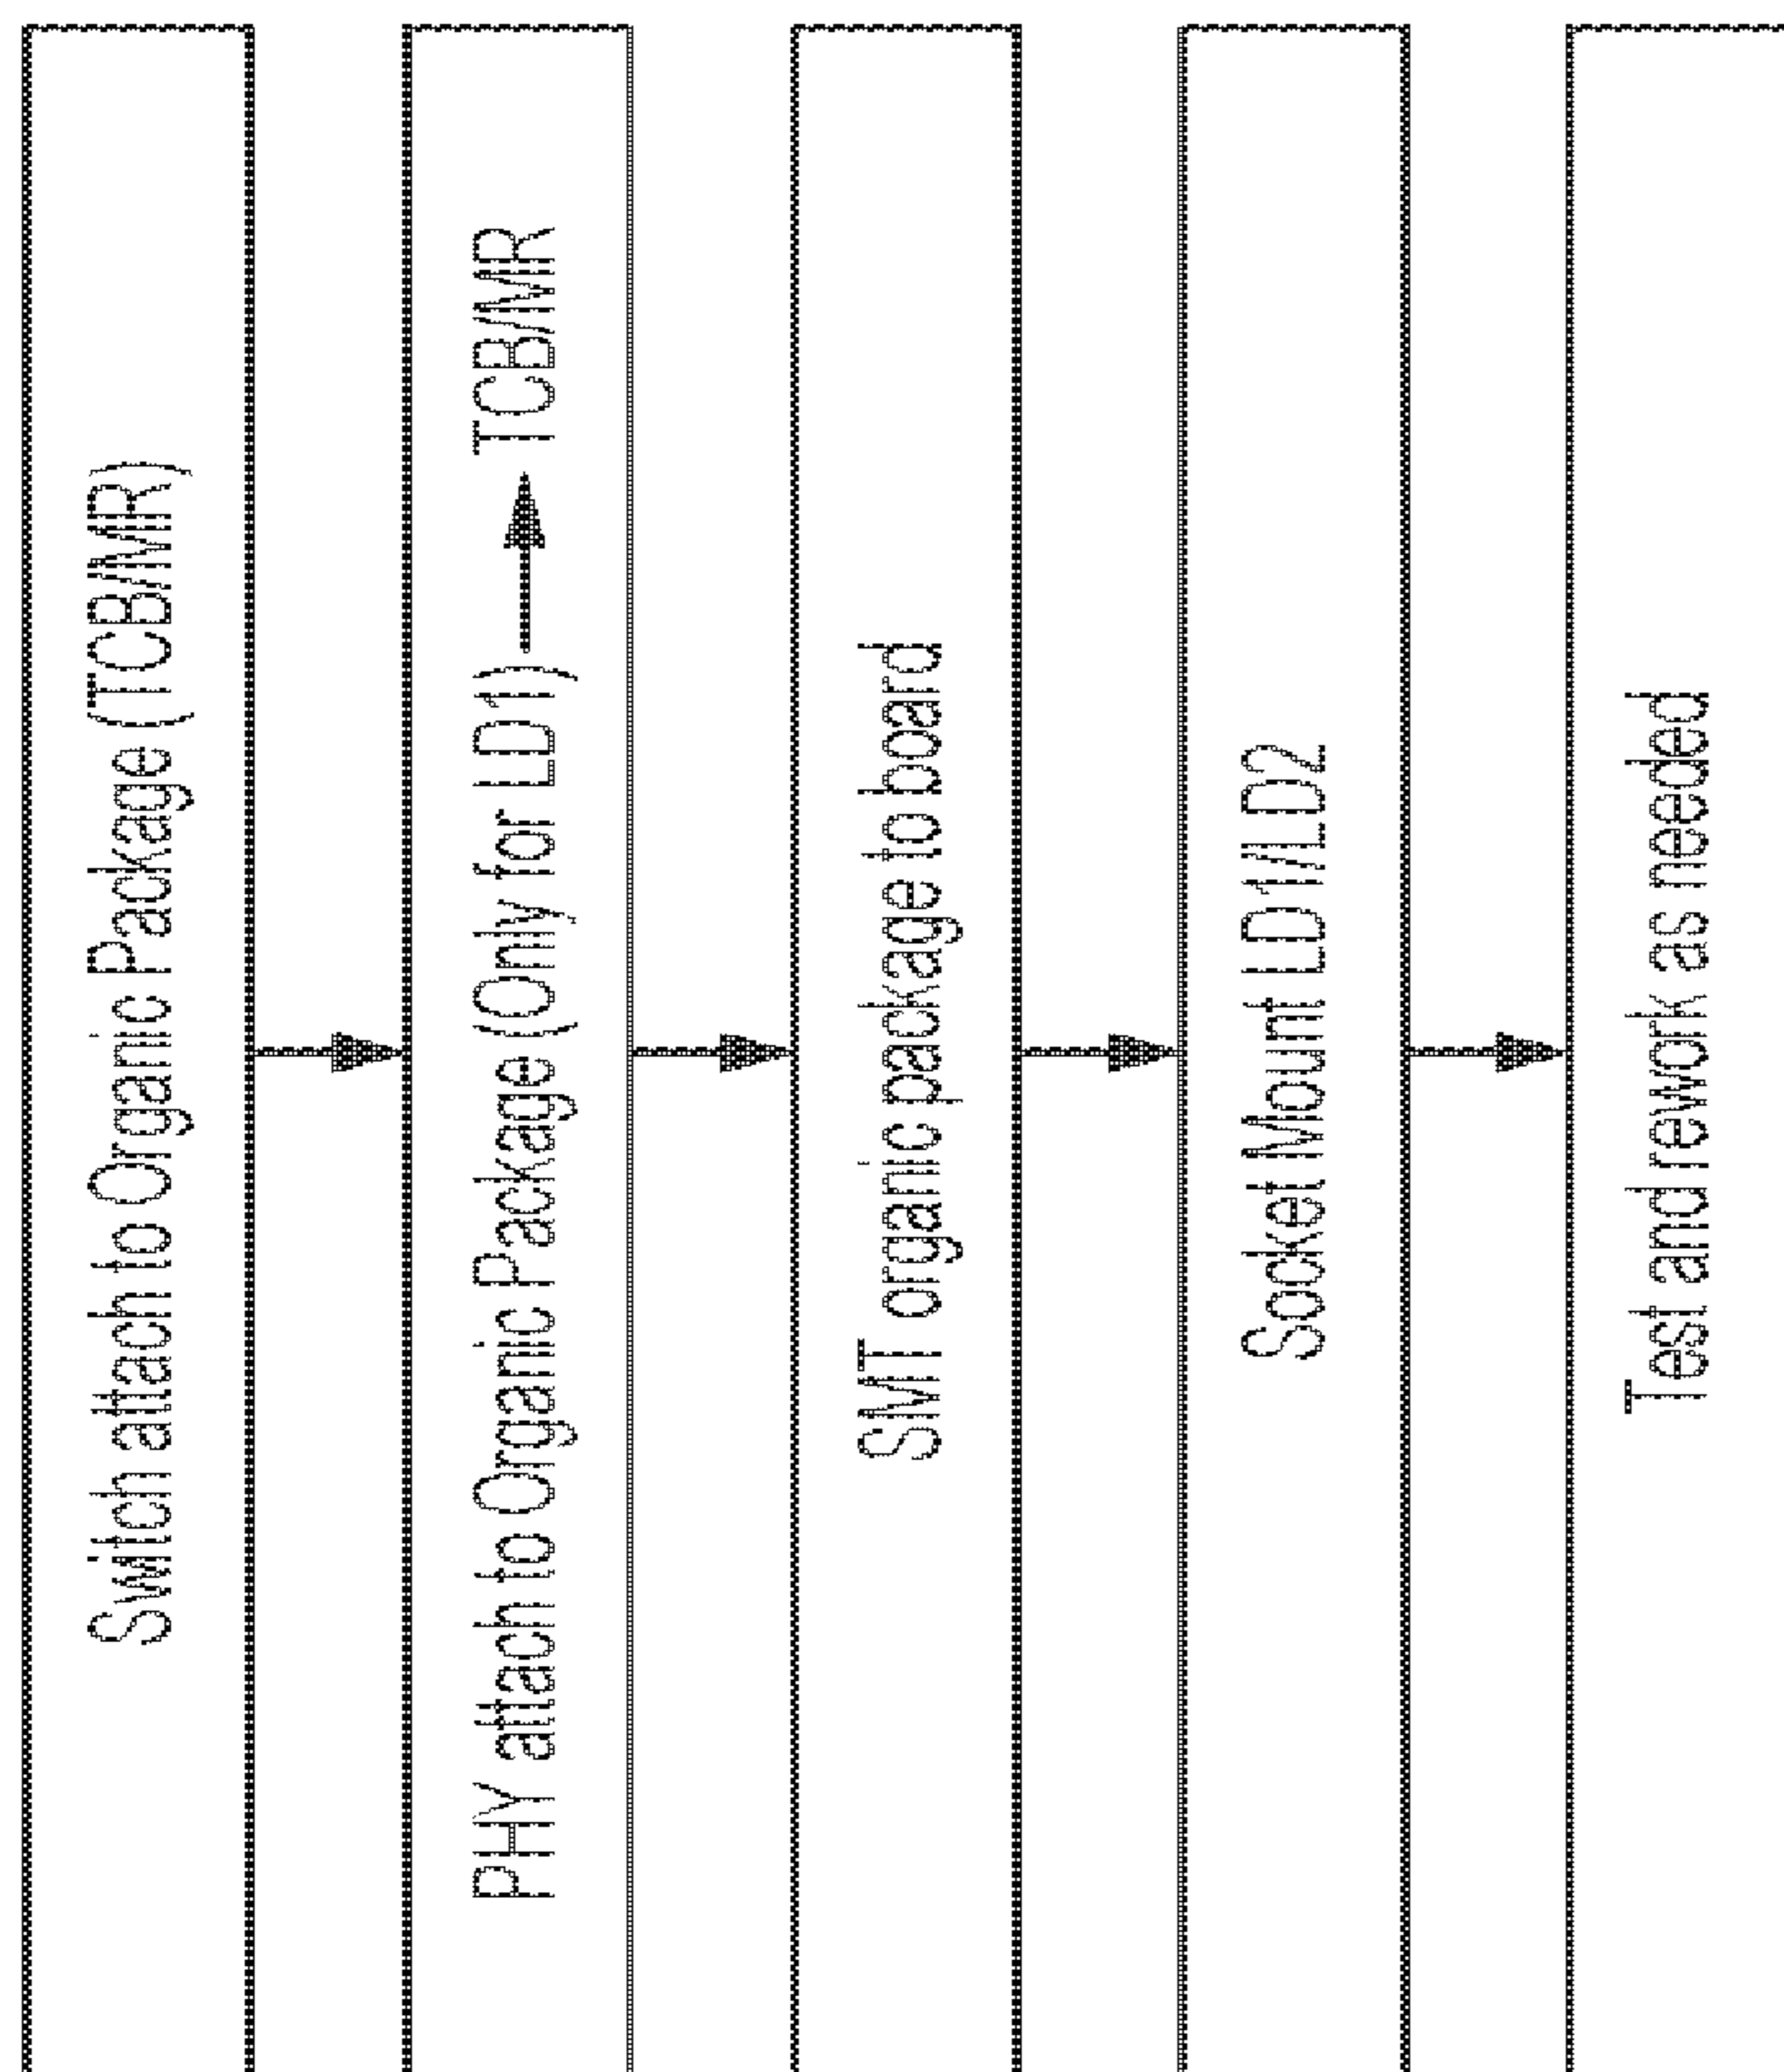 Switch attach to Organic Package (TCB/MR)
PHY attach to Organic Package (Only for LD1) → TCB/MR
SMT organic package to board
Socket Mount LD1/LD2
Test and rework as needed